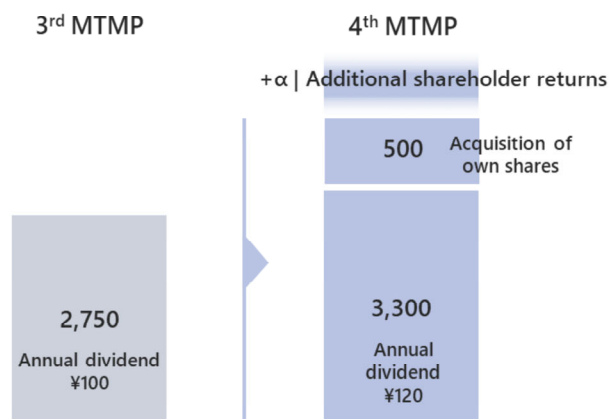 3rd MTMP
2,750
Annual dividend
¥100
4th MTMP
+α | Additional shareholder returns
500
Acquisition of
own shares
3,300
Annual
dividend
¥120